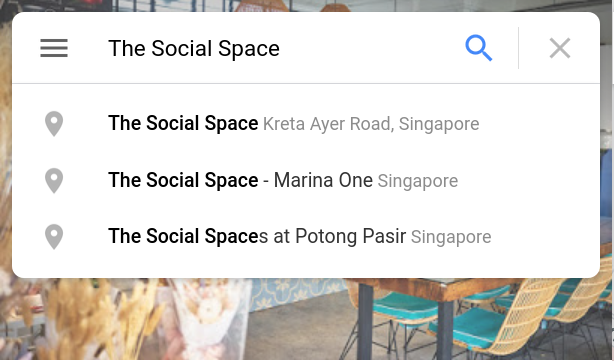 The Social Space
The Social Space Kreta Ayer Road, Singapore
The Social Space - Marina One Singapore
The Social Spaces at Potong Pasir Singapore